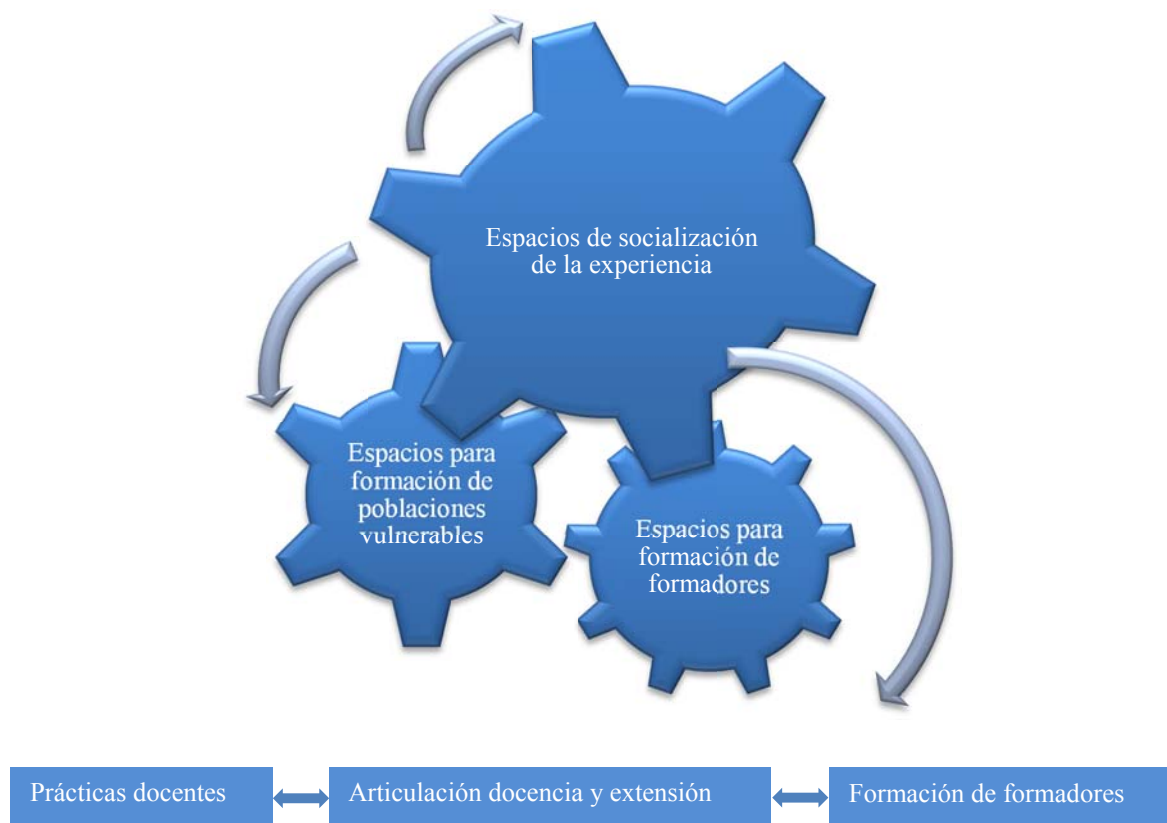 Espacios de socialización
de la experiencia
Espacios para
formación de
poblaciones
vulnerables
Espacios para
formación de
formadores
Prácticas docentes
Articulación docencia y extensión
Formación de formadores